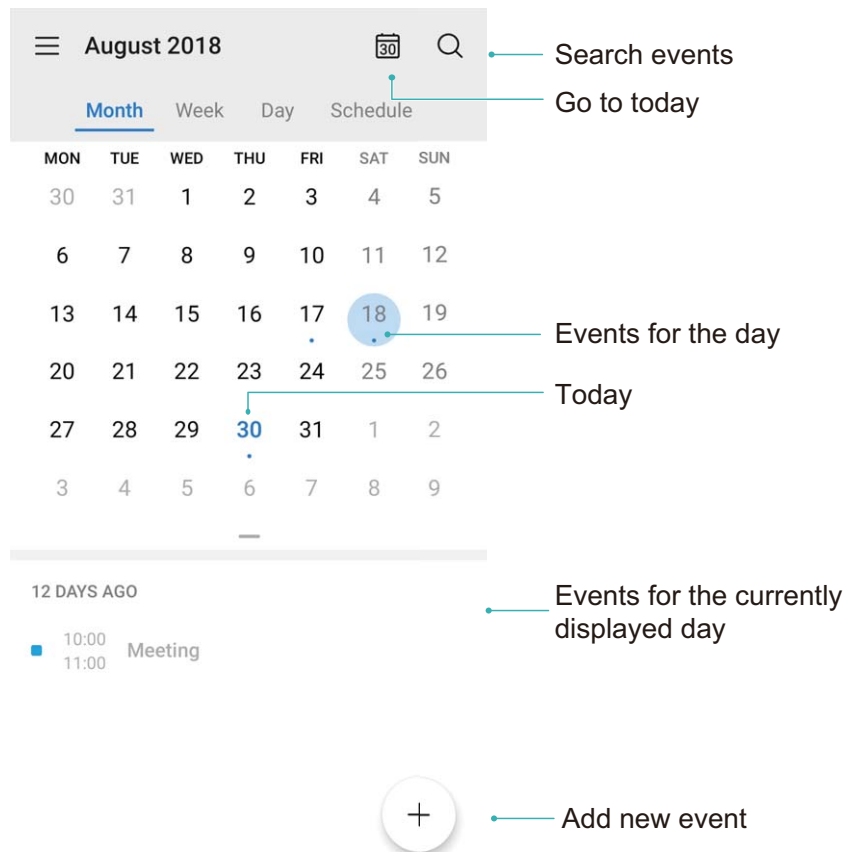 August 2018
30
Search events
Go to today
Month Week Day Schedule
MON TUE WED THU FRI SAT SUN
30 31 1 2 3 4 5
6 7 8 9 10 11 12
13 14 15 16 17 18 19
Events for the day
20 21 22 23 24 25 26
Today
27 28 29 30 31 1 2
3 4 5 6 7 8 9
12 DAYS AGO
Events for the currently
displayed day
10:00
11:00
Meeting
+
Add new event